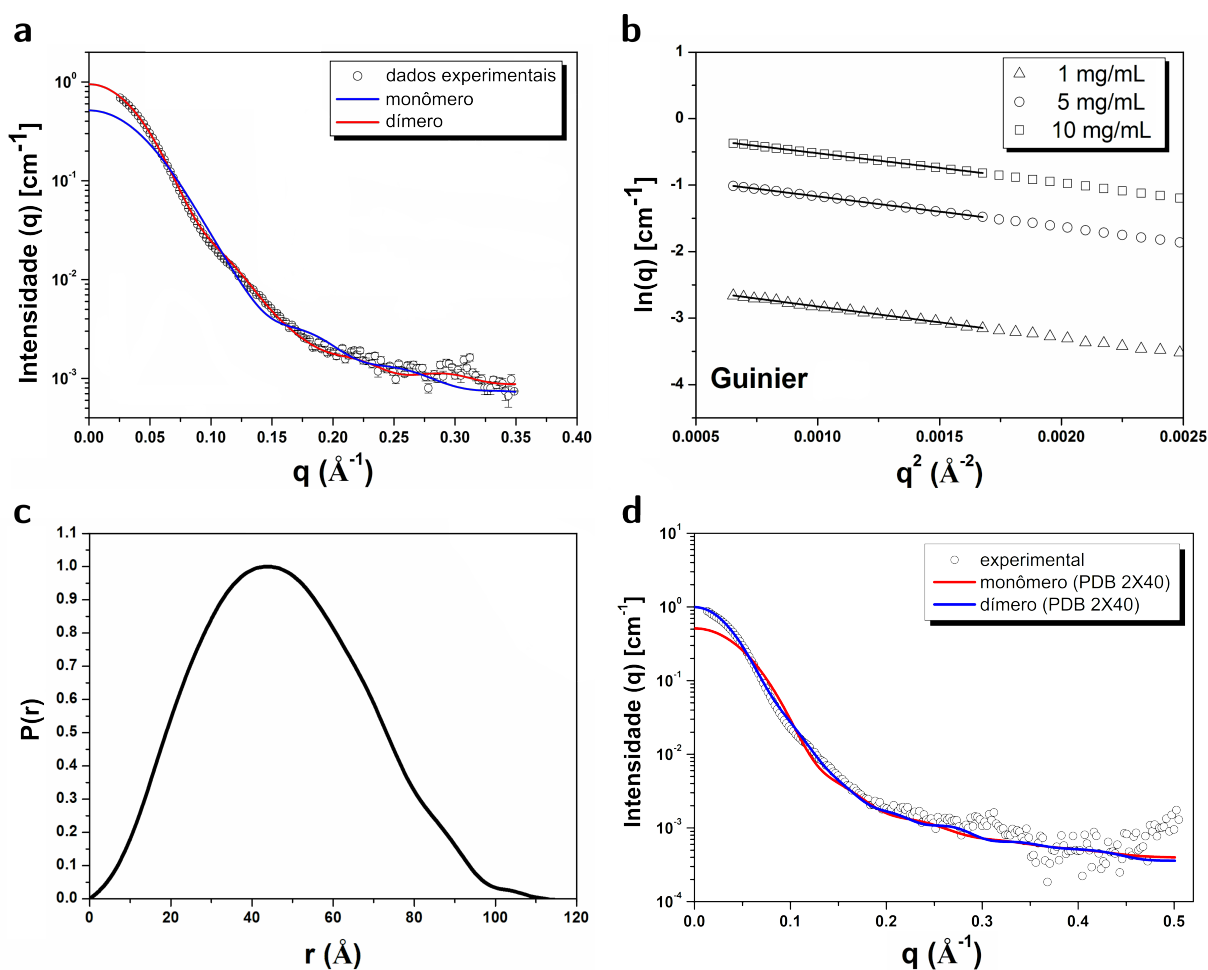 a
Intensidade (q) [cm⁻¹]
10⁰
10⁻¹
10⁻²
10⁻³
dados experimentais
monômero
dímero
0.00 0.05 0.10 0.15 0.20 0.25 0.30 0.35 0.40
q (Å⁻¹)
b
ln(q) [cm⁻¹]
1
0
-1
-2
-3
-4
1 mg/mL
5 mg/mL
10 mg/mL
Guinier
0.0005 0.0010 0.0015 0.0020 0.0025
q² (Å⁻²)
c
P(r)
1.1
1.0
0.9
0.8
0.7
1.0
0.5
0.4
0.3
0.2
0.1
0.0
0 20 40 60 80 100 120
r (Å)
d
Intensidade (q) [cm⁻¹]
10¹
10⁰
10⁻¹
10⁻²
10⁻³
10⁻⁴
experimental
monômero (PDB 2X40)
dímero (PDB 2X40)
0.0 0.1 0.2 0.3 0.4 0.5
q (Å⁻¹)